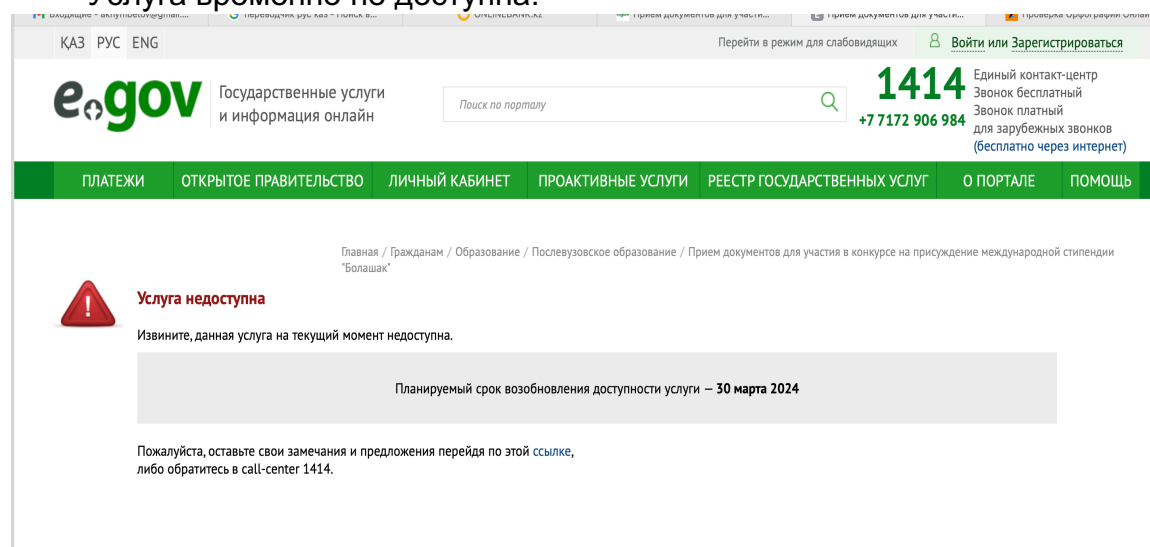 Услуга временно не доступна.
ҚАЗ РУС ENG
Перейти в режим для слабовидящих
Войти или Зарегистрироваться
e.gov
Государственные услуги
и информация онлайн
Поиск по порталу
1414
+7 7172 906 984
Единый контакт-центр
Звонок бесплатный
Звонок платный
для зарубежных звонков
(бесплатно через интернет)
ПЛАТЕЖИ ОТКРЫТОЕ ПРАВИТЕЛЬСТВО ЛИЧНЫЙ КАБИНЕТ ПРОАКТИВНЫЕ УСЛУГИ РЕЕСТР ГОСУДАРСТВЕННЫХ УСЛУГ О ПОРТАЛЕ ПОМОЩЬ
Главная / Гражданам / Образование / Послевузовское образование / Прием документов для участия в конкурсе на присуждение международной стипендии
"Болашак"
Услуга недоступна
Извините, данная услуга на текущий момент недоступна.
Планируемый срок возобновления доступности услуги — 30 марта 2024
Пожалуйста, оставьте свои замечания и предложения перейдя по этой ссылке,
либо обратитесь в call-center 1414.